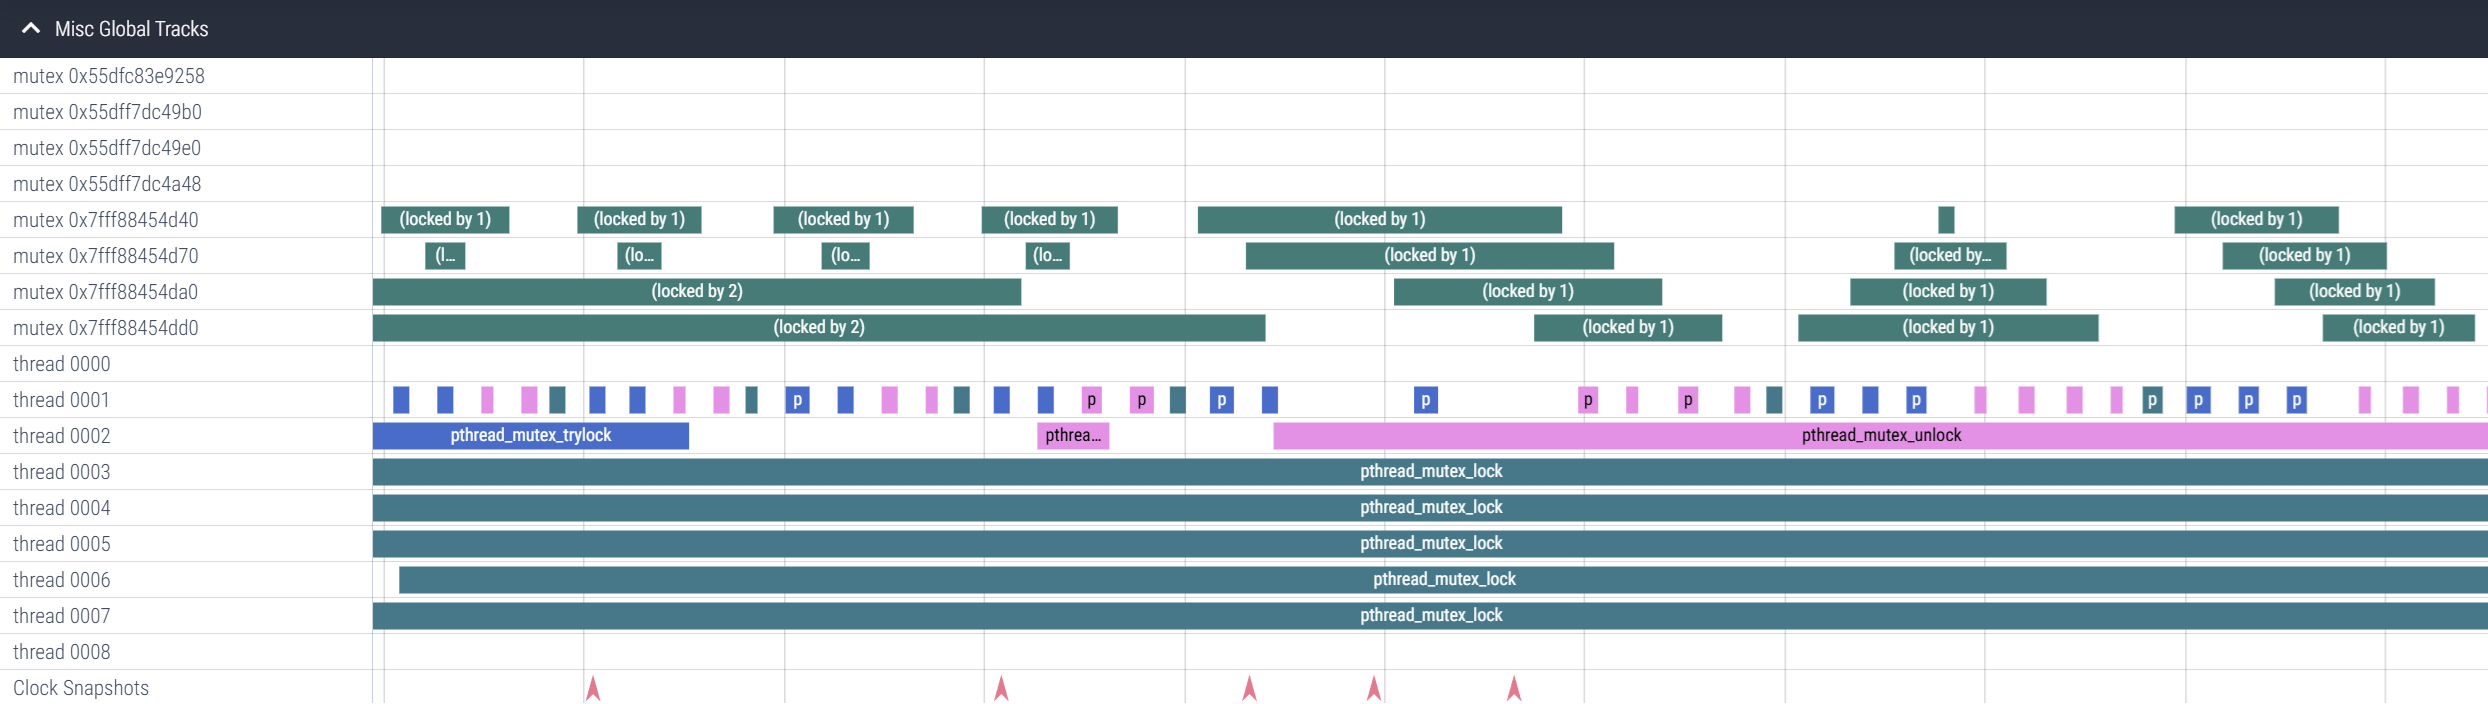 Misc Global Tracks
mutex 0x55dfc83e9258
mutex 0x55dff7dc49b0
mutex 0x55dff7dc49e0
mutex 0x55dff7dc4a48
mutex 0x7fff88454d40 (locked by 1) (locked by 1) (locked by 1) (locked by 1) (locked by 1) (locked by 1)
mutex 0x7fff88454d70 (l... (lo... (lo... (lo... (locked by 1) (locked by... (locked by 1)
mutex 0x7fff88454da0 (locked by 2) (locked by 1) (locked by 1) (locked by 1)
mutex 0x7fff88454dd0 (locked by 2) (locked by 1) (locked by 1) (locked by 1)
thread 0000
thread 0001 p p p p p p p p p p p p p
thread 0002 pthread_mutex_trylock pthrea... pthread_mutex_unlock
thread 0003 pthread_mutex_lock
thread 0004 pthread_mutex_lock
thread 0005 pthread_mutex_lock
thread 0006 pthread_mutex_lock
thread 0007 pthread_mutex_lock
thread 0008
Clock Snapshots